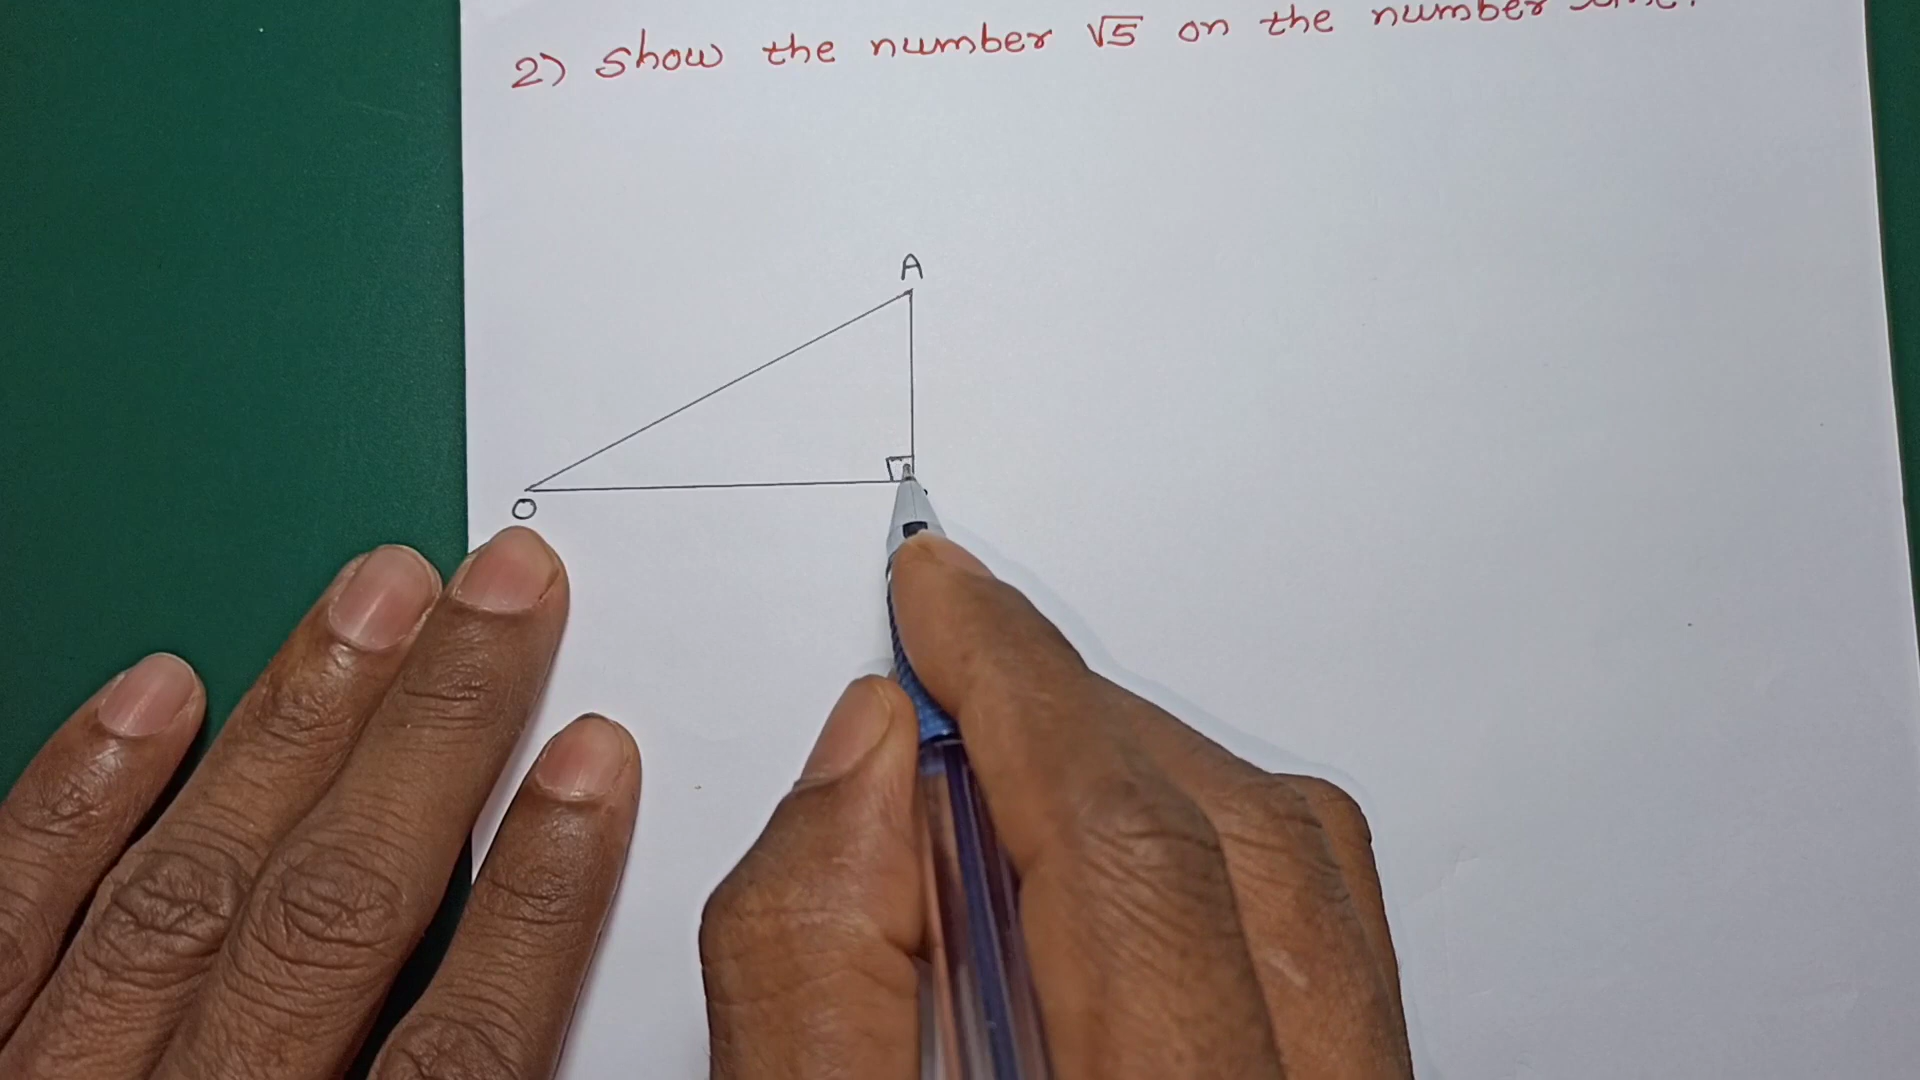 2) Show the number √5 on the number
A
O